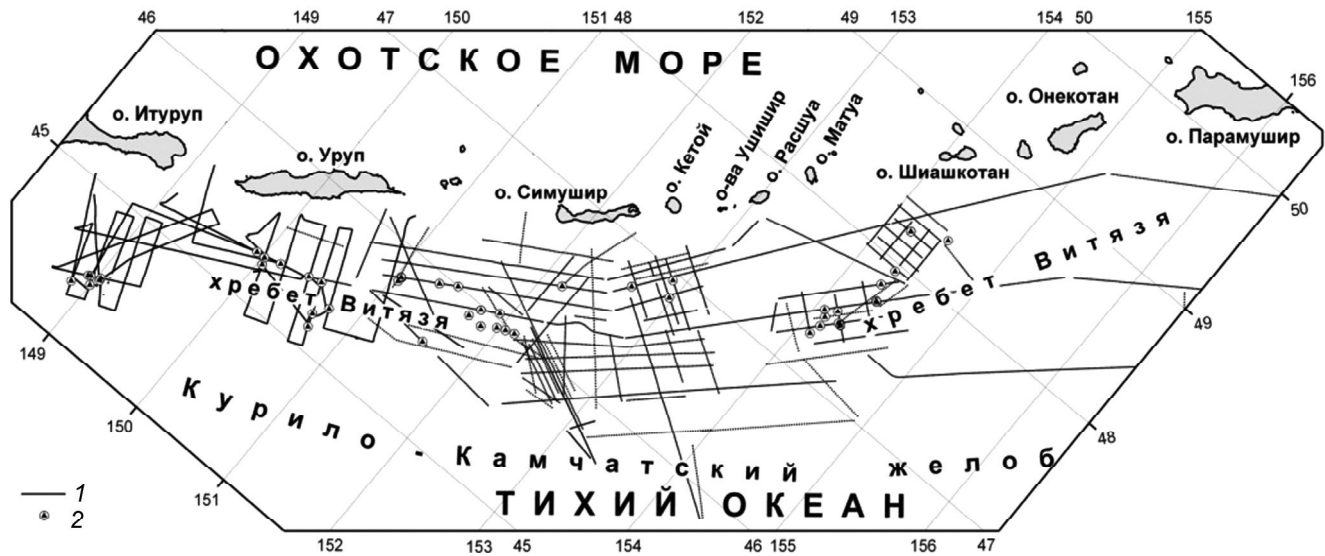 46 149 47 150 151 48 152 49 153 154 50 155
ОХОТСКОЕ МОРЕ
156
о. Итуруп
45
о. Уруп
о. Симушир
о. Кетой
о-ва Ушишир
о. Расшуа
о. Матуа
о. Шиашкотан
о. Онекотан
о. Парамушир
50
хребет Витязя
хребет Витязя
49
149
150
151
48
Курило-Камчатский желоб
ТИХИЙ ОКЕАН
1
2
152 153 45 154 46 155 156 47